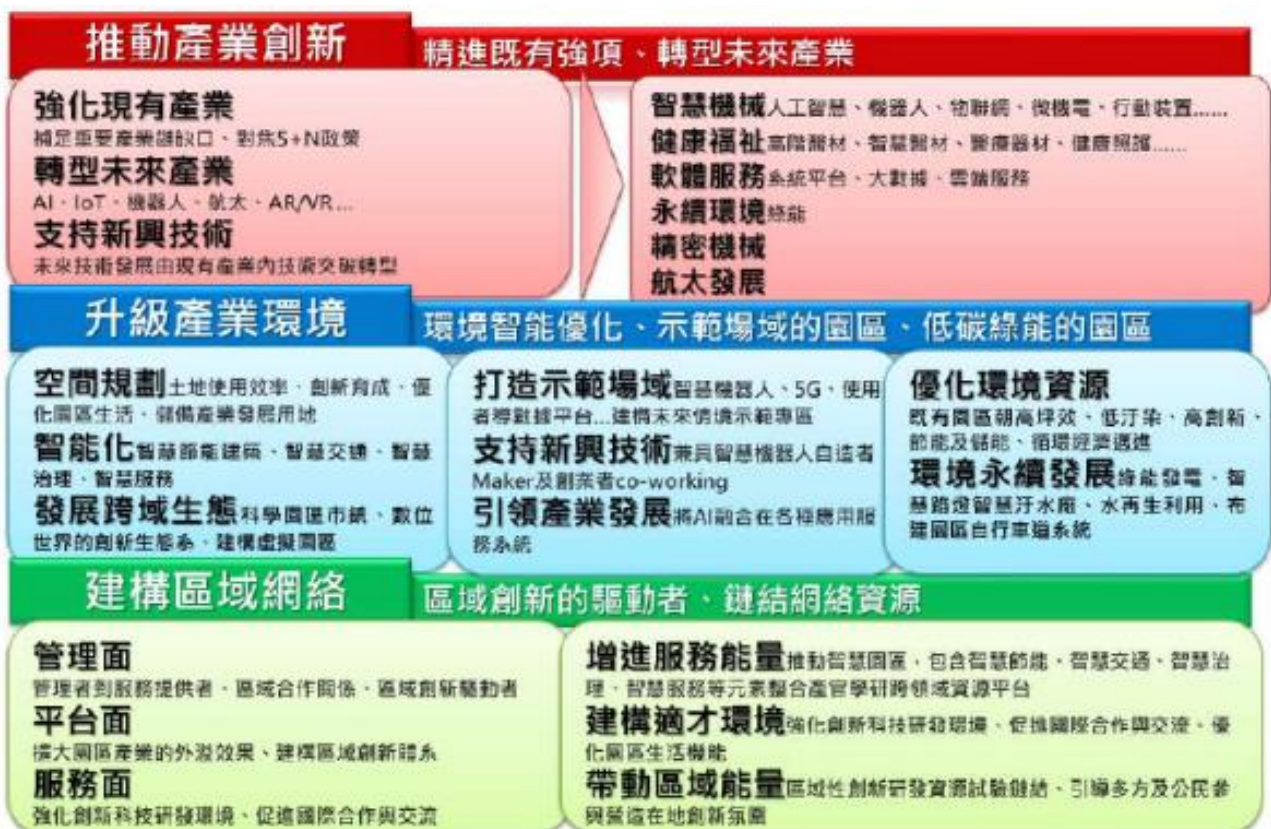 推動產業創新
精進既有強項、轉型未來產業
強化現有產業
補足重要產業鏈缺口、對焦5+N政策
轉型未來產業
AI、IoT、機器人、航太、AR/VR...
支持新興技術
未來技術發展由現有產業內技術突破轉型
智慧機械人工智慧、機器人、物聯網、微機電、行動裝置......
健康福祉高階醫材、智慧醫材、醫療器材、健康照護......
軟體服務系統平台、大數據、雲端服務
永續環境綠能
精密機械
航太發展
升級產業環境
環境智能優化、示範場域的園區、低碳綠能的園區
空間規劃土地使用效率、創新育成、優
化園區生活、儲備產業發展用地
智能化智慧節能建築、智慧交通、智慧
治理、智慧服務
發展跨域生態科學園區市鎮、數位
世界的創新生態系、建構虛擬園區
打造示範場域智慧機器人、5G、使用
者導數據平台...建構未來情境示範專區
支持新興技術兼具智慧機器人自造者
Maker及創業者co-working
引領產業發展將AI融合在各種應用服
務系統
優化環境資源
既有園區朝高坪效、低汙染、高創新、
節能及儲能、循環經濟邁進
環境永續發展綠能發電、智
慧路燈智慧汙水廠、水再生利用、布
建園區自行車道系統
建構區域網絡
區域創新的驅動者、鏈結網絡資源
管理面
管理者到服務提供者、區域合作關係、區域創新驅動者
平台面
擴大園區產業的外溢效果、建構區域創新體系
服務面
強化創新科技研發環境、促進國際合作與交流
增進服務能量推動智慧園區，包含智慧節能、智慧交通、智慧治
理、智慧服務等元素整合產官學研跨領域資源平台
建構適才環境強化創新科技研發環境、促進國際合作與交流、優
化園區生活機能
帶動區域能量區域性創新研發資源試驗鏈結、引導多方及公民參
與營造在地創新氛圍